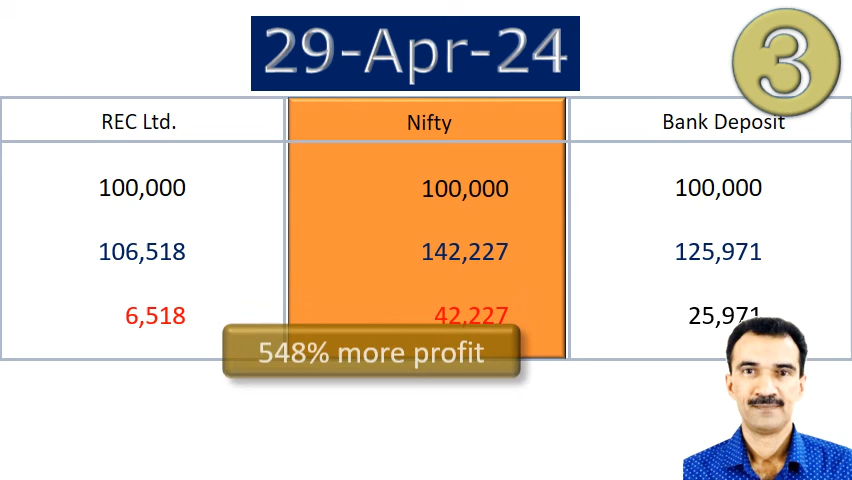 29-Apr-24
3
REC Ltd. Nifty Bank Deposit
100,000 100,000 100,000
106,518 142,227 125,971
6,518 42,227 25,971
548% more profit